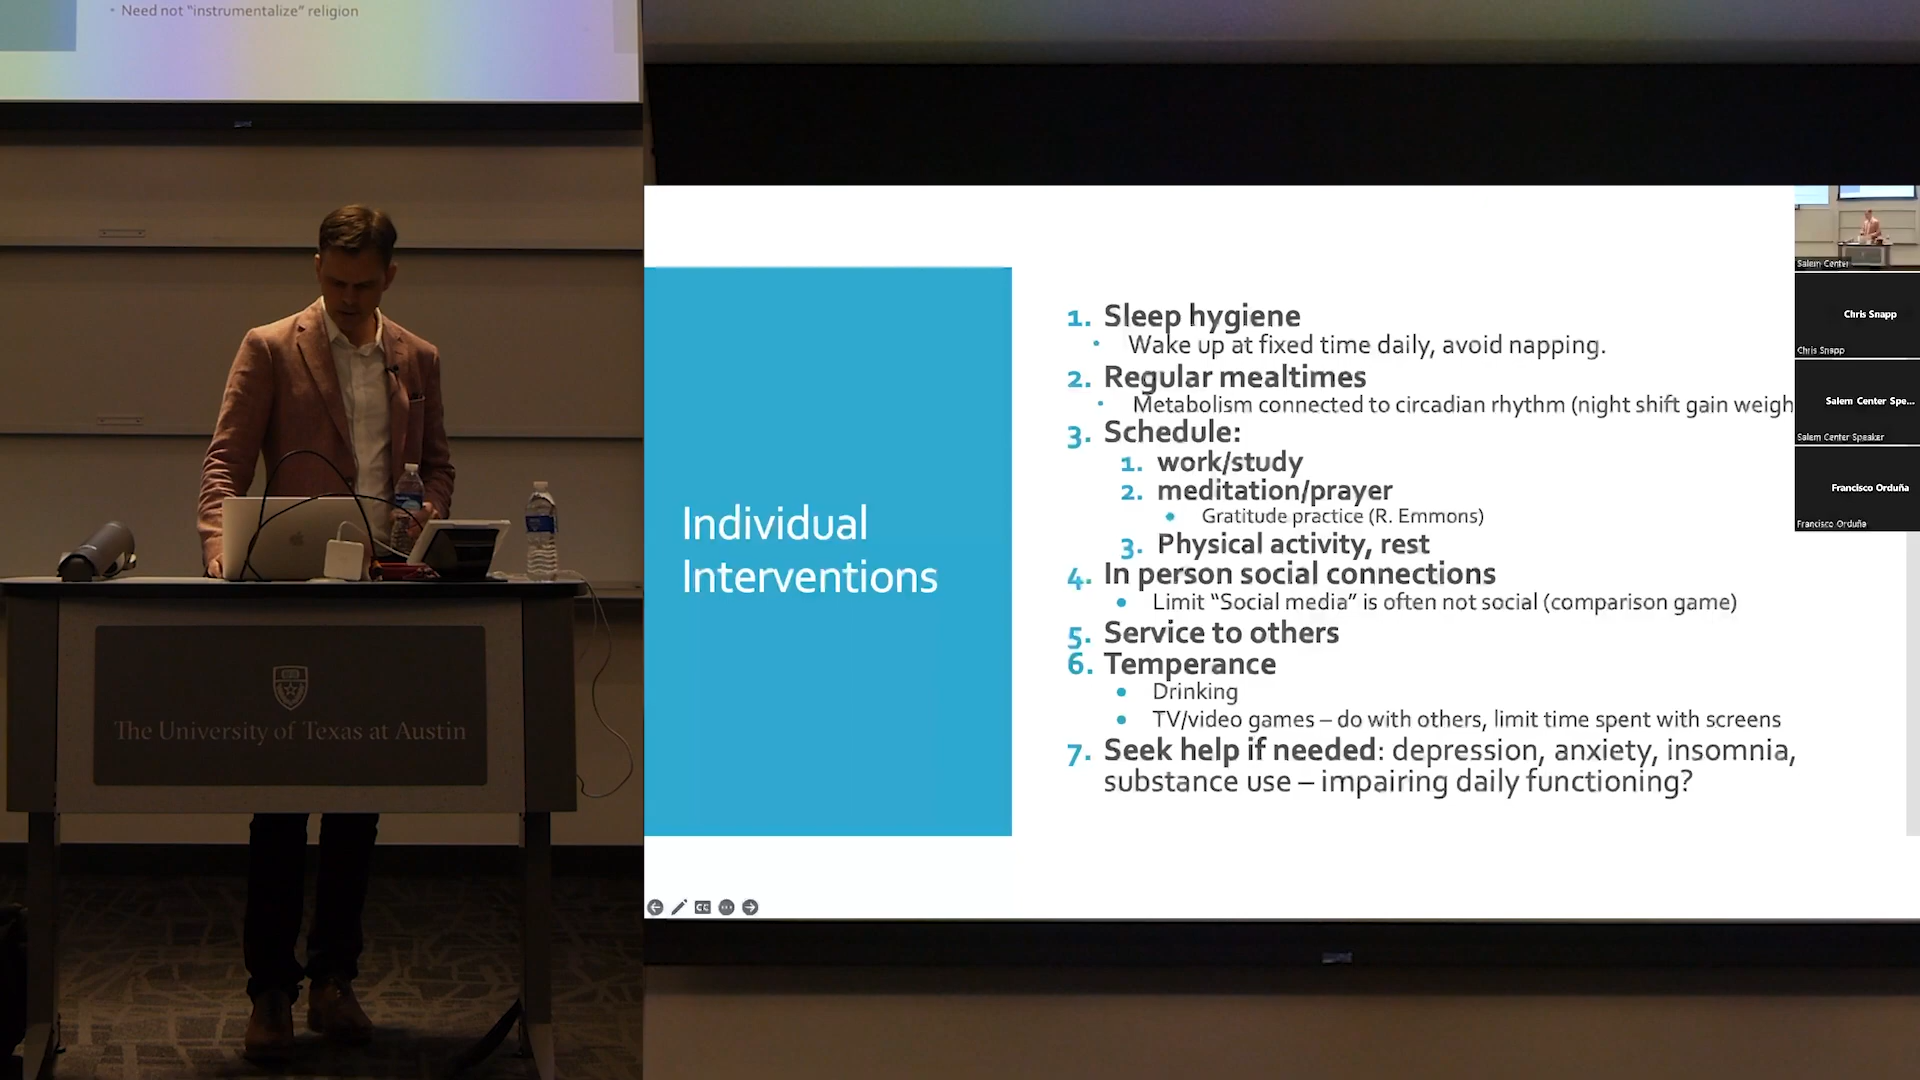 • Need not “instrumentalize” religion
The University of Texas at Austin
Individual
Interventions
1. Sleep hygiene
• Wake up at fixed time daily, avoid napping.
2. Regular mealtimes
• Metabolism connected to circadian rhythm (night shift gain weigh
3. Schedule:
1. work/study
2. meditation/prayer
• Gratitude practice (R. Emmons)
3. Physical activity, rest
4. In person social connections
• Limit “Social media” is often not social (comparison game)
5. Service to others
6. Temperance
• Drinking
• TV/video games – do with others, limit time spent with screens
7. Seek help if needed: depression, anxiety, insomnia,
substance use – impairing daily functioning?
Salem Center
Chris Snapp
Chris Snapp
Salem Center Spe...
Salem Center Speaker
Francisco Orduña
Francisco Orduña
CC